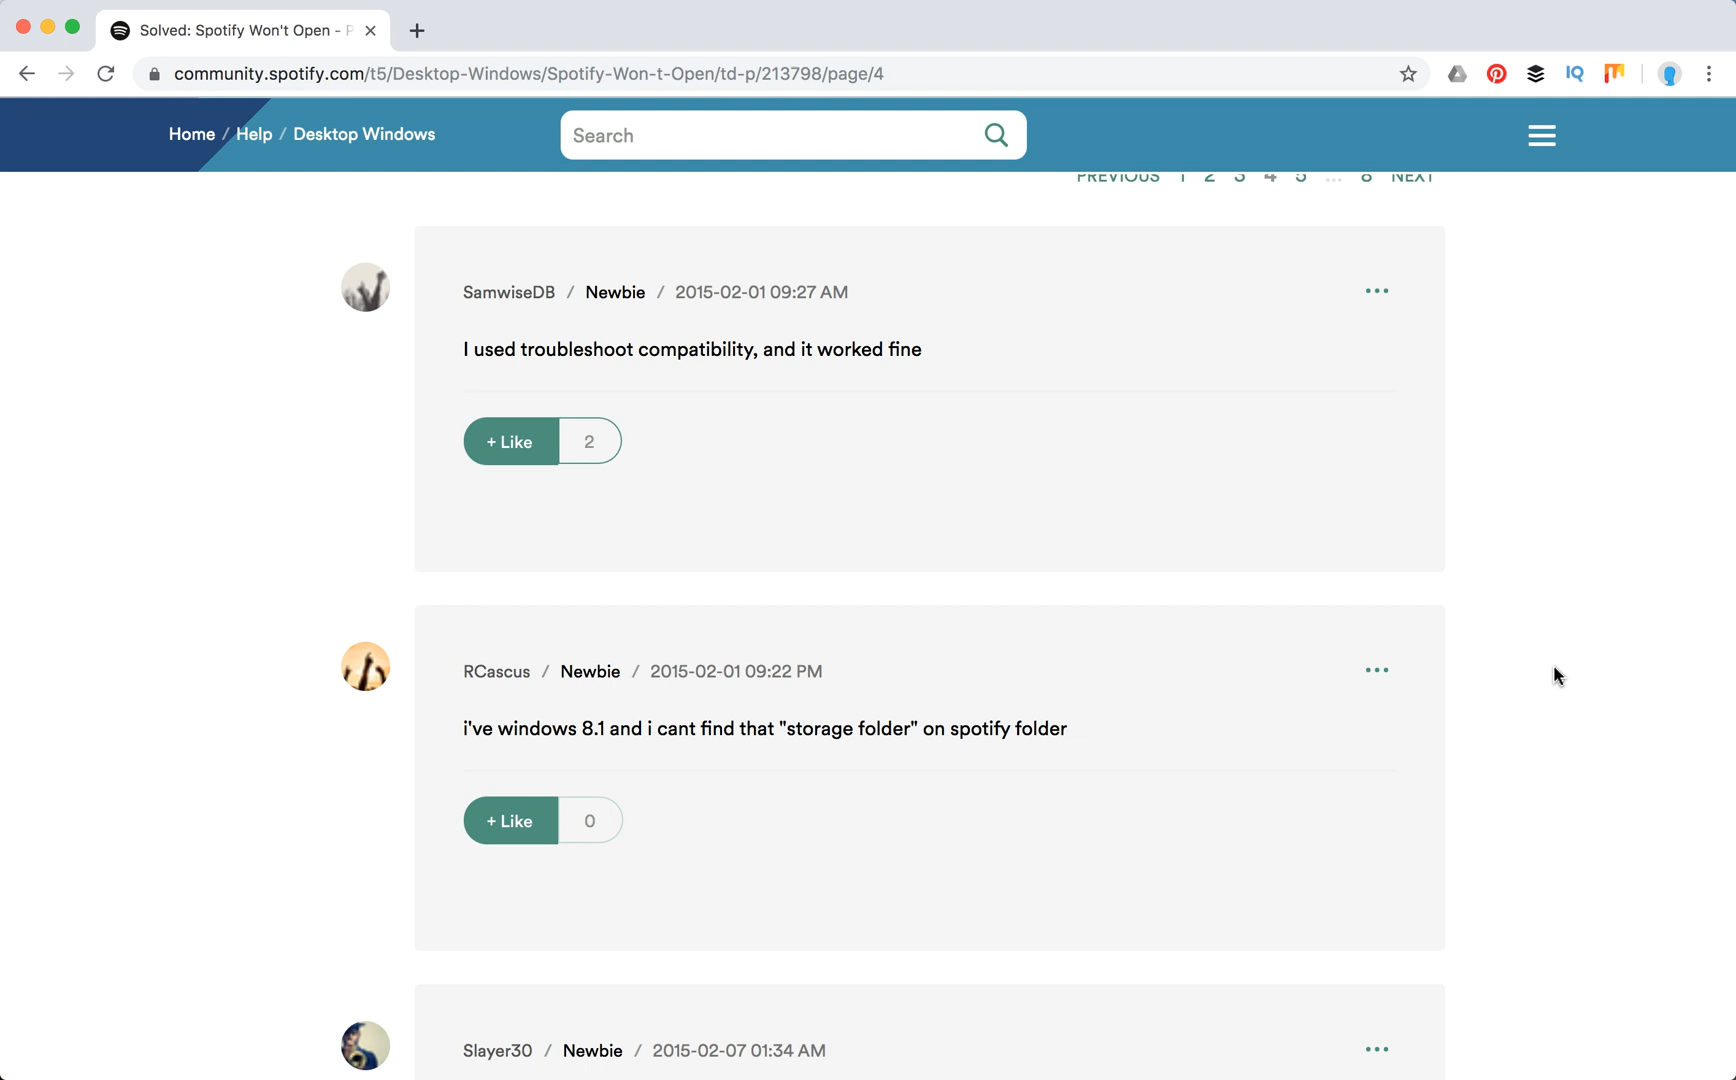 Solved: Spotify Won't Open - P
community.spotify.com/t5/Desktop-Windows/Spotify-Won-t-Open/td-p/213798/page/4
IQ
Home / Help / Desktop Windows
Search
PREVIOUS 1 2 3 4 5 ... 8 NEXT
SamwiseDB / Newbie / 2015-02-01 09:27 AM
I used troubleshoot compatibility, and it worked fine
+ Like 2
RCascus / Newbie / 2015-02-01 09:22 PM
i've windows 8.1 and i cant find that "storage folder" on spotify folder
+ Like 0
Slayer30 / Newbie / 2015-02-07 01:34 AM